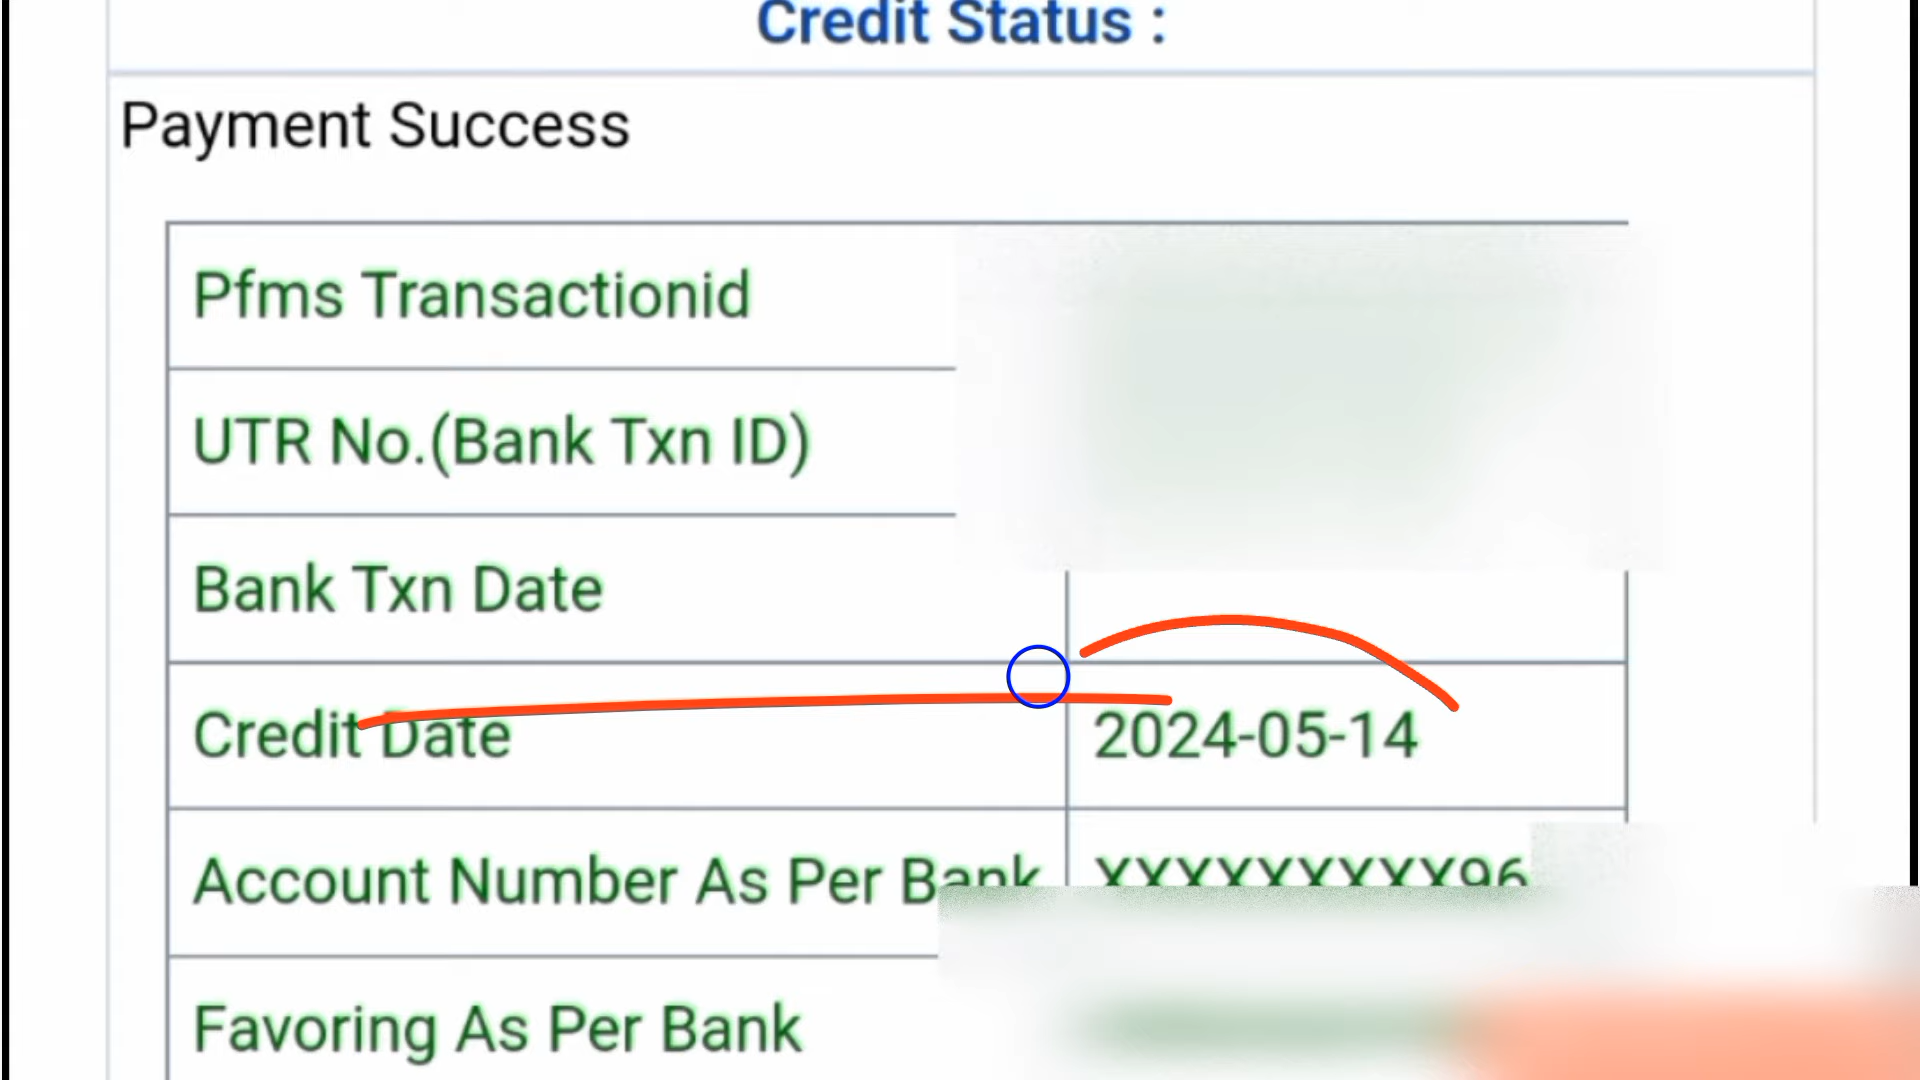 Credit Status :
Payment Success
Pfms Transactionid
UTR No.(Bank Txn ID)
Bank Txn Date
Credit Date 2024-05-14
Account Number As Per Bank XXXXXXXXX96
Favoring As Per Bank